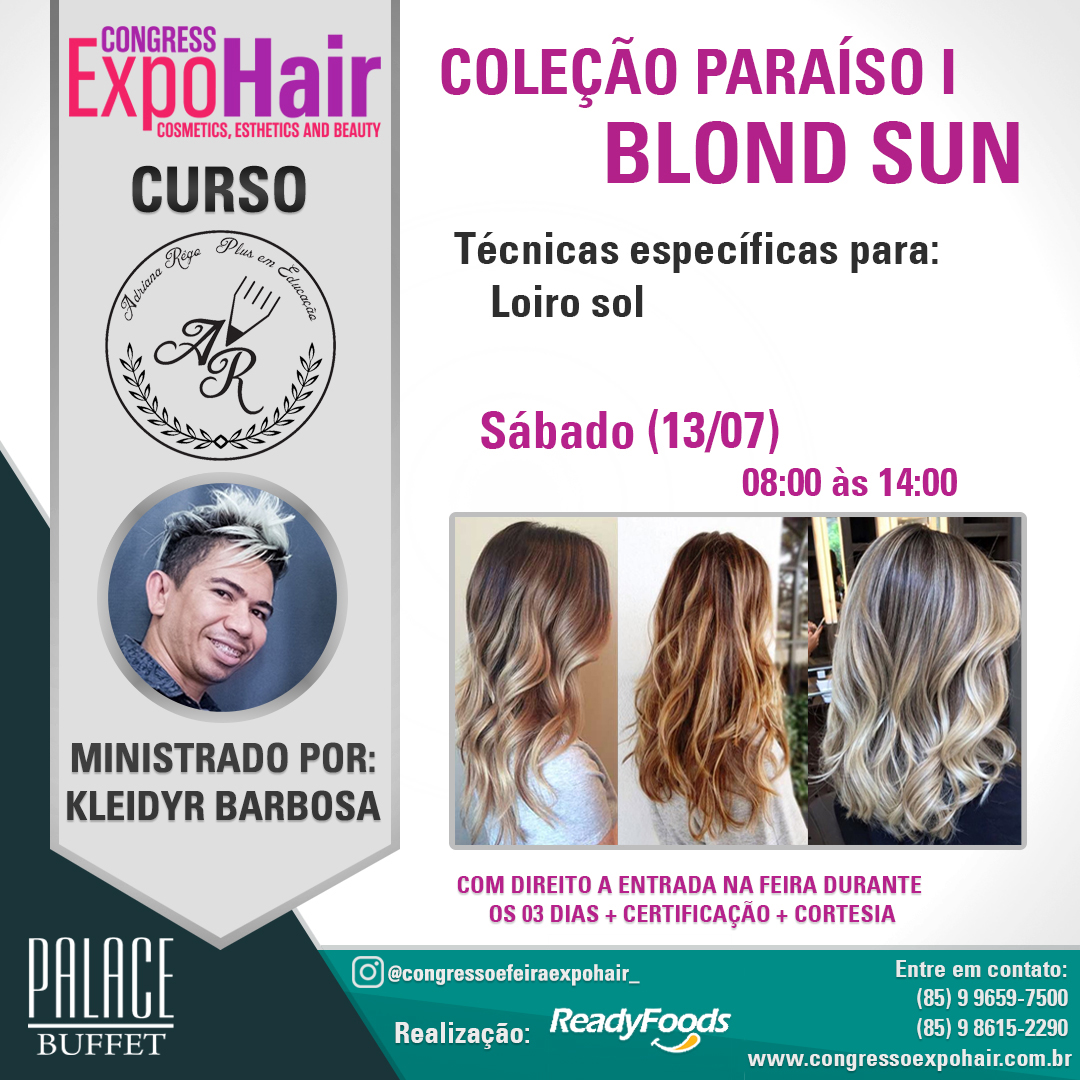 CONGRESS
ExpoHair
COSMETICS, ESTHETICS AND BEAUTY
CURSO
Adriana Rêgo Plus em Educação
AR
MINISTRADO POR:
KLEIDYR BARBOSA
COLEÇÃO PARAÍSO I
BLOND SUN
Técnicas específicas para:
Loiro sol
Sábado (13/07)
08:00 às 14:00
COM DIREITO A ENTRADA NA FEIRA DURANTE
OS 03 DIAS + CERTIFICAÇÃO + CORTESIA
PALACE
BUFFET
@congressoefeiraexpohair_
Realização: ReadyFoods
Entre em contato:
(85) 9 9659-7500
(85) 9 8615-2290
www.congressoexpohair.com.br